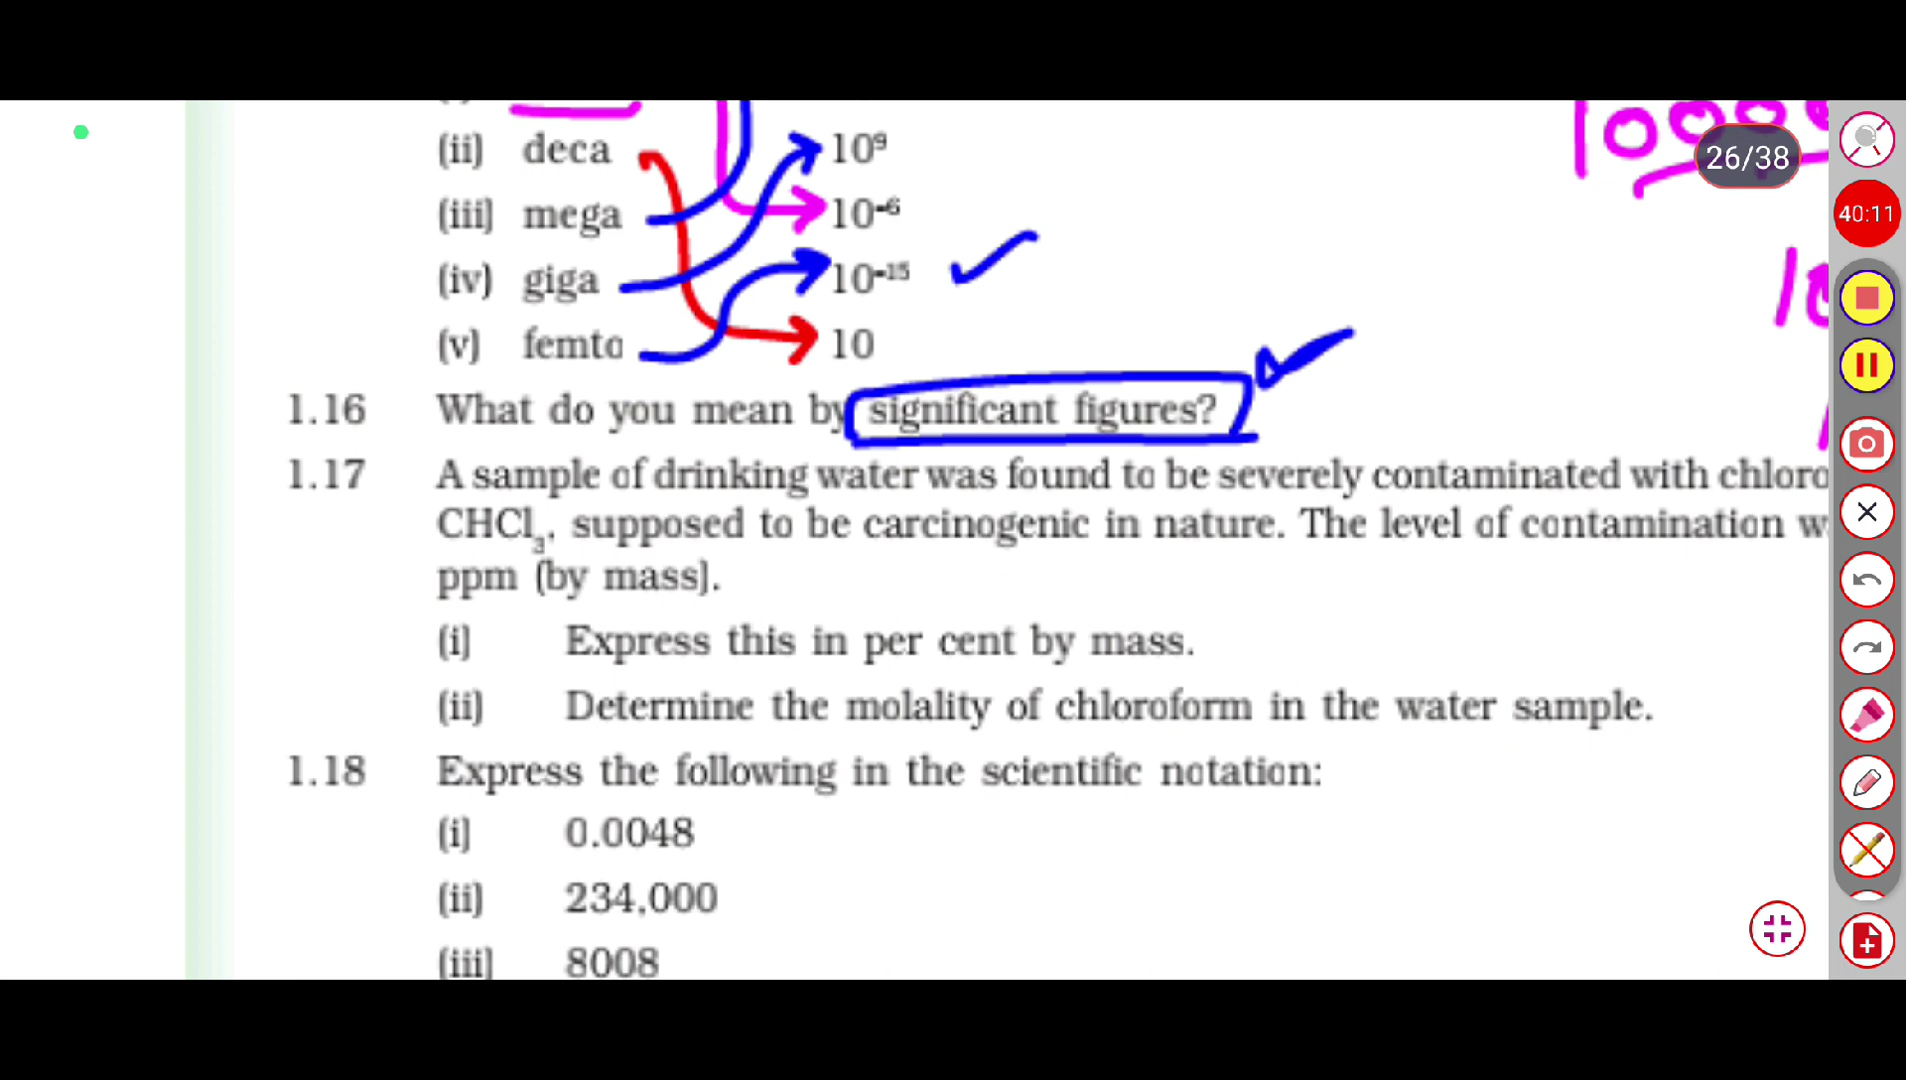 (ii) deca 10⁹
(iii) mega 10⁻⁶
(iv) giga 10⁻¹⁵
(v) femto 10
1.16 What do you mean by significant figures?
1.17 A sample of drinking water was found to be severely contaminated with chloro
CHCl₃, supposed to be carcinogenic in nature. The level of contamination w
ppm (by mass).
(i) Express this in per cent by mass.
(ii) Determine the molality of chloroform in the water sample.
1.18 Express the following in the scientific notation:
(i) 0.0048
(ii) 234,000
(iii) 8008
26/38
40:11